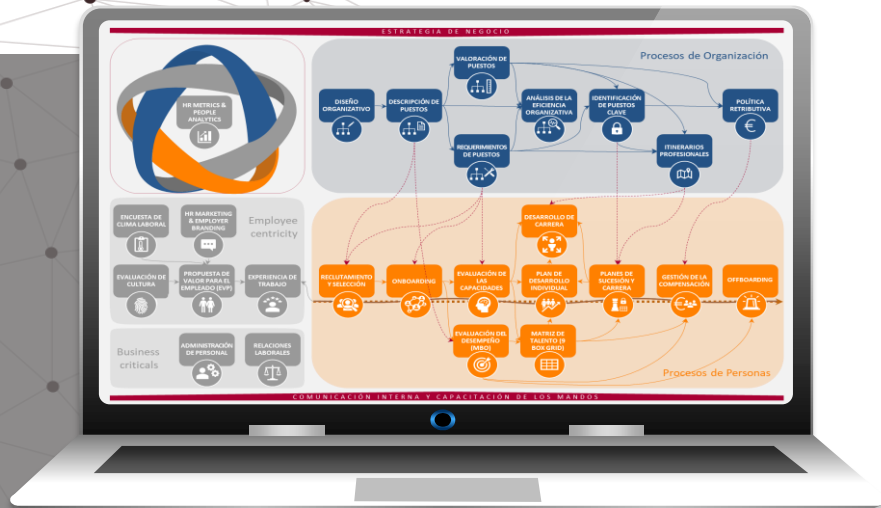 ESTRATEGIA DE NEGOCIO
HR METRICS &
PEOPLE
ANALYTICS
Procesos de Organización
VALORACIÓN DE
PUESTOS
DISEÑO
ORGANIZATIVO
DESCRIPCIÓN DE
PUESTOS
ANÁLISIS DE LA
EFICIENCIA
ORGANIZATIVA
IDENTIFICACIÓN
DE PUESTOS
CLAVE
POLÍTICA
RETRIBUTIVA
REQUERIMIENTOS
DE PUESTOS
ITINERARIOS
PROFESIONALES
ENCUESTA DE
CLIMA LABORAL
HR MARKETING
& EMPLOYER
BRANDING
Employee
centricity
EVALUACIÓN DE
CULTURA
PROPUESTA DE
VALOR PARA EL
EMPLEADO (EVP)
EXPERIENCIA DE
TRABAJO
Business
criticals
ADMINISTRACIÓN
DE PERSONAL
RELACIONES
LABORALES
DESARROLLO DE
CARRERA
RECLUTAMIENTO
Y SELECCIÓN
ONBOARDING
EVALUACIÓN DE
LAS
CAPACIDADES
PLAN DE
DESARROLLO
INDIVIDUAL
PLANES DE
SUCESIÓN Y
CARRERA
GESTIÓN DE LA
COMPENSACIÓN
OFFBOARDING
EVALUACIÓN DEL
DESEMPEÑO
(MBO)
MATRIZ DE
TALENTO (9
BOX GRID)
Procesos de Personas
COMUNICACIÓN INTERNA Y CAPACITACIÓN DE LOS MANDOS